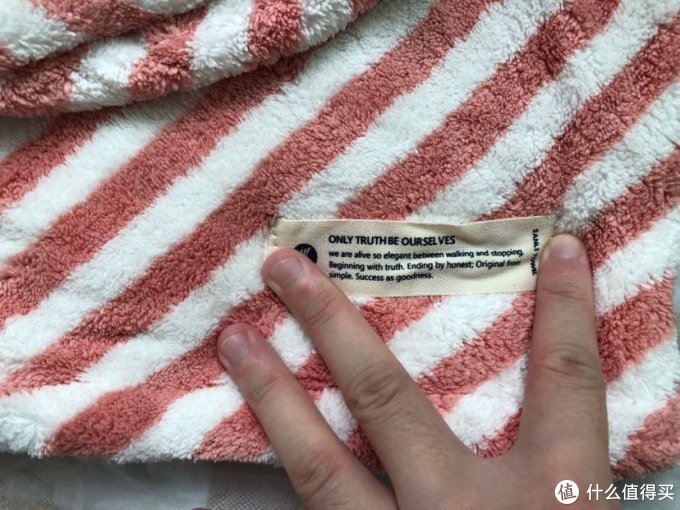 ONLY TRUTH BE OURSELVES
we are alive so elegant between walking and stopping.
Beginning with truth. Ending by honest; Original from
simple. Success as goodness.
值 什么值得买